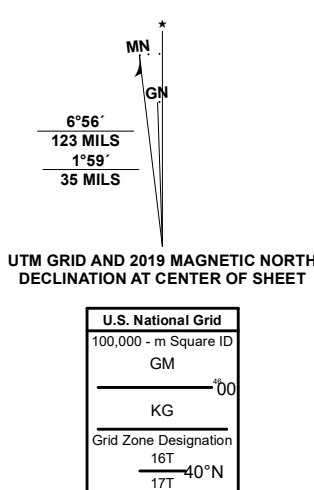 MN
GN
6°56´
123 MILS
1°59´
35 MILS
UTM GRID AND 2019 MAGNETIC NORTH
DECLINATION AT CENTER OF SHEET
U.S. National Grid
100,000 - m Square ID
GM
4600
KG
Grid Zone Designation
16T
40°N
17T